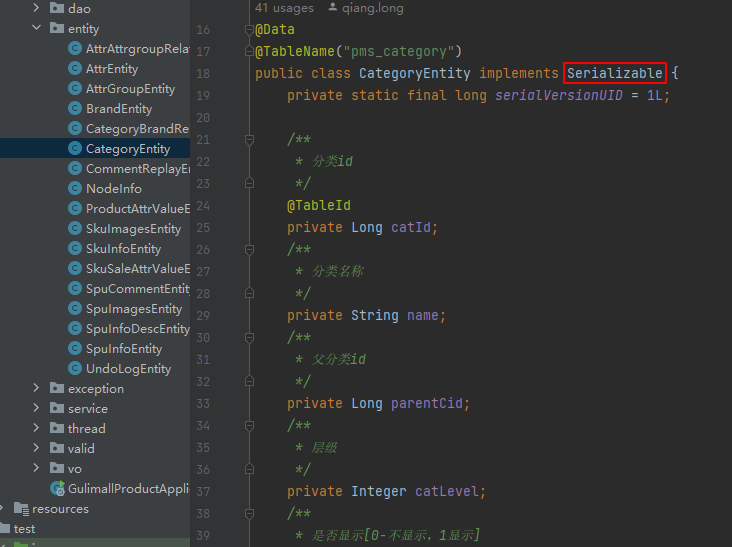 dao
entity
AttrAttrgroupRela
AttrEntity
AttrGroupEntity
BrandEntity
CategoryBrandRe
CategoryEntity
CommentReplayEn
NodeInfo
ProductAttrValueE
SkuImagesEntity
SkuInfoEntity
SkuSaleAttrValueE
SpuCommentEntity
SpuImagesEntity
SpuInfoDescEntity
SpuInfoEntity
UndoLogEntity
exception
service
thread
valid
vo
GulimallProductApplic
resources
test
41 usages qiang.long
16 @Data
17 @TableName("pms_category")
18 public class CategoryEntity implements Serializable {
19 private static final long serialVersionUID = 1L;
20
21 /**
22 * 分类id
23 */
24 @TableId
25 private Long catId;
26 /**
27 * 分类名称
28 */
29 private String name;
30 /**
31 * 父分类id
32 */
33 private Long parentCid;
34 /**
35 * 层级
36 */
37 private Integer catLevel;
38 /**
39 * 是否显示[0-不显示，1显示]